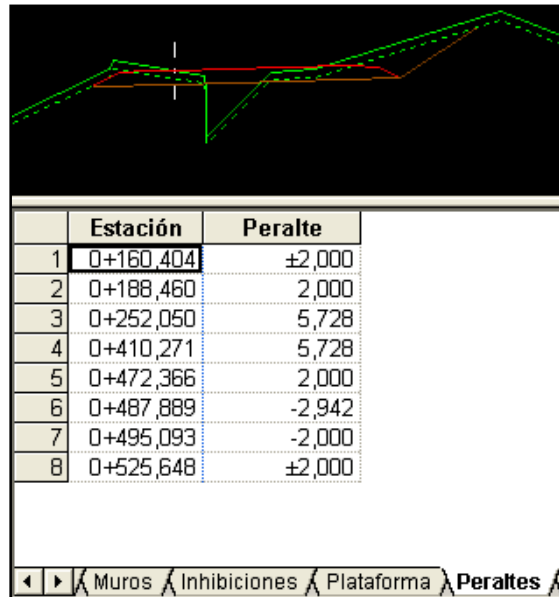 Estación Peralte
1 0+160,404 ±2,000
2 0+188,460 2,000
3 0+252,050 5,728
4 0+410,271 5,728
5 0+472,366 2,000
6 0+487,889 -2,942
7 0+495,093 -2,000
8 0+525,648 ±2,000
Muros Inhibiciones Plataforma Peraltes